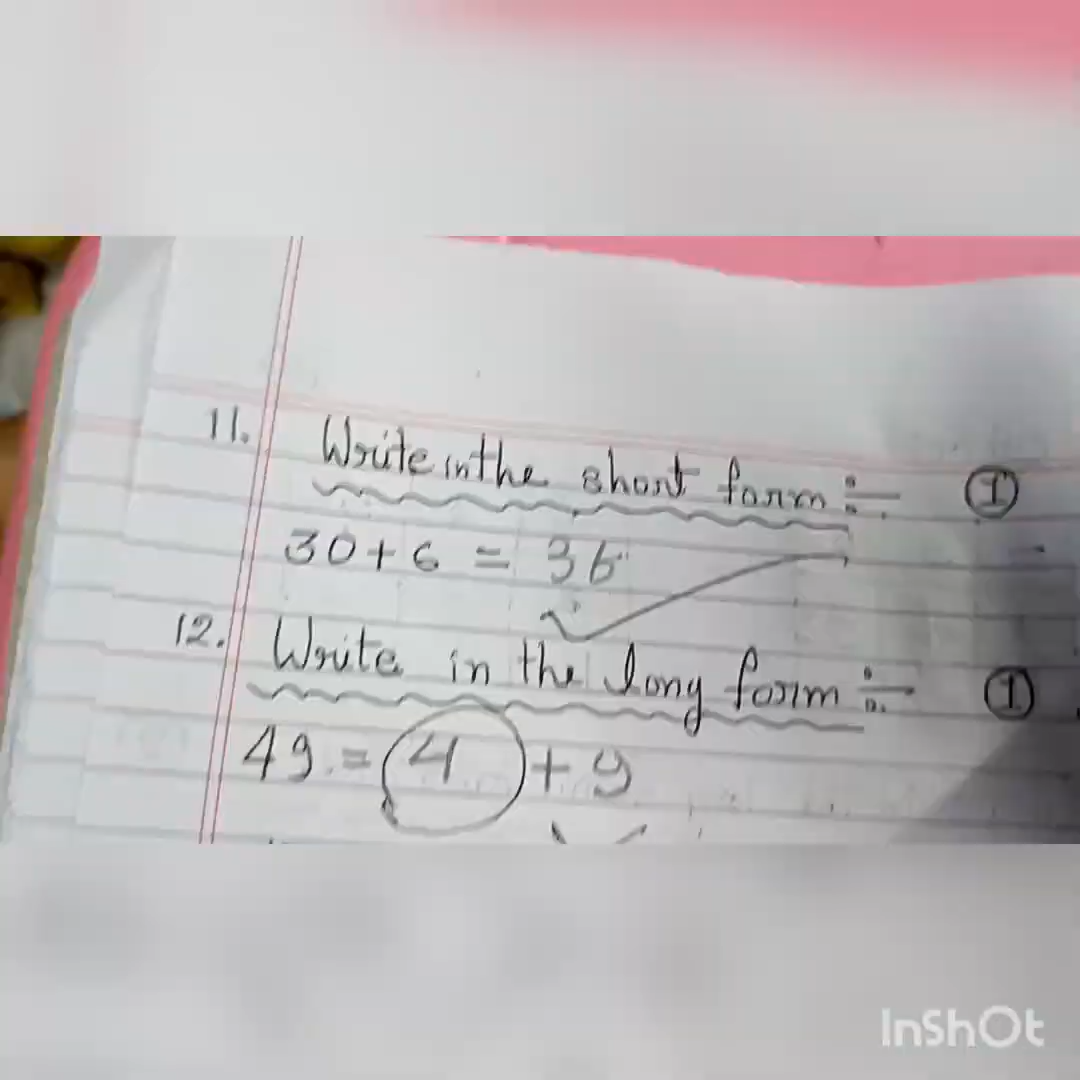 11. Write in the short form :- 1
30 + 6 = 36
12. Write in the long form :- 1
49 = 4 + 9
InShOt